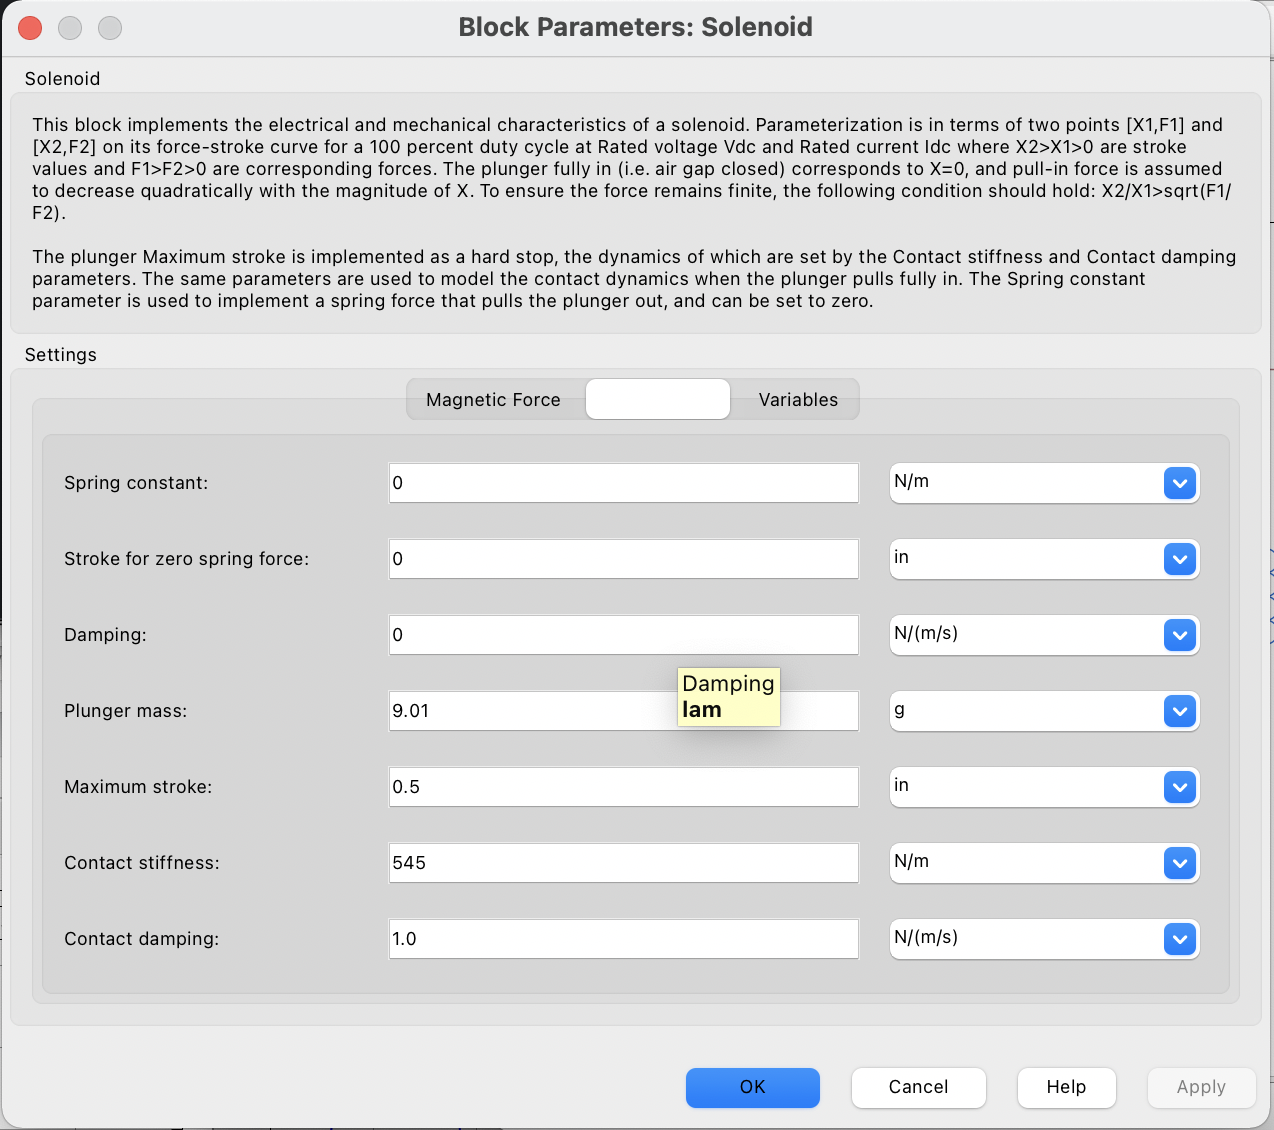 Block Parameters: Solenoid
Solenoid
This block implements the electrical and mechanical characteristics of a solenoid. Parameterization is in terms of two points [X1,F1] and
[X2,F2] on its force-stroke curve for a 100 percent duty cycle at Rated voltage Vdc and Rated current Idc where X2>X1>0 are stroke
values and F1>F2>0 are corresponding forces. The plunger fully in (i.e. air gap closed) corresponds to X=0, and pull-in force is assumed
to decrease quadratically with the magnitude of X. To ensure the force remains finite, the following condition should hold: X2/X1>sqrt(F1/
F2).
The plunger Maximum stroke is implemented as a hard stop, the dynamics of which are set by the Contact stiffness and Contact damping
parameters. The same parameters are used to model the contact dynamics when the plunger pulls fully in. The Spring constant
parameter is used to implement a spring force that pulls the plunger out, and can be set to zero.
Settings
Magnetic Force Variables
Spring constant: 0 N/m
Stroke for zero spring force: 0 in
Damping: 0 N/(m/s)
Damping
lam
Plunger mass: 9.01 g
Maximum stroke: 0.5 in
Contact stiffness: 545 N/m
Contact damping: 1.0 N/(m/s)
OK Cancel Help Apply